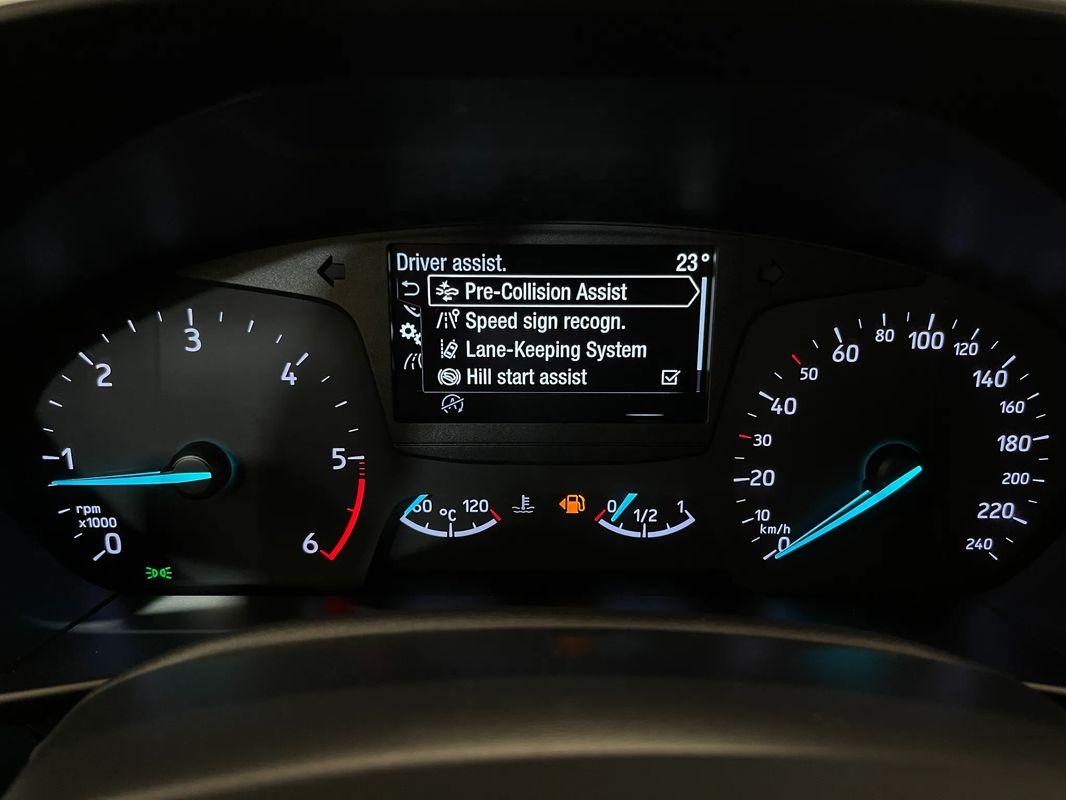 Driver assist. 23°
Pre-Collision Assist
Speed sign recogn.
Lane-Keeping System
Hill start assist
0
1
2
3
4
5
6
rpm
x1000
60 °C 120
0 1/2 1
0
10
20
30
40
50
60
80
100
120
140
160
180
200
220
240
km/h